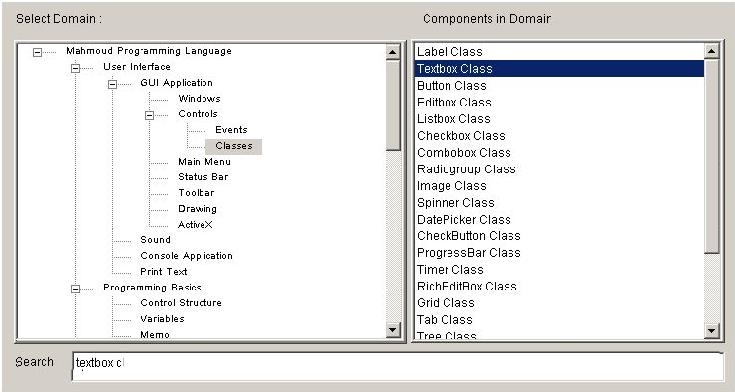 Select Domain :
Components in Domair
Mahmoud Programming Language
User Interface
GUI Application
Windows
Controls
Events
Classes
Main Menu
Status Bar
Toolbar
Drawing
ActiveX
Sound
Console Application
Print Text
Programming Basics
Control Structure
Variables
Memo
Label Class
Textbox Class
Button Class
Editbox Class
Listbox Class
Checkbox Class
Combobox Class
Radiogroup Class
Image Class
Spinner Class
DatePicker Class
CheckButton Class
ProgressBar Class
Timer Class
RichEditBox Class
Grid Class
Tab Class
Tree Class
Search
textbox cl